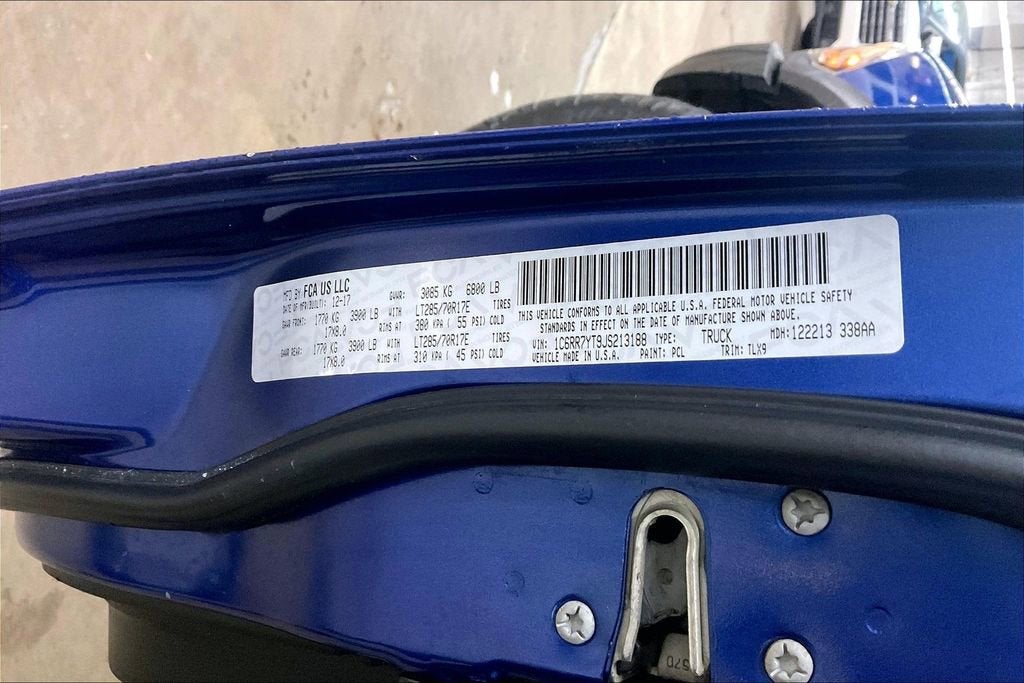 MFD BY FCA US LLC
DATE OF MFR(BUILT): 12-17 GVWR: 3085 KG 6800 LB
GAWR FRONT: 1770 KG 3900 LB WITH LT285/70R17E TIRES
17X8.0 RIMS AT 380 KPA ( 55 PSI) COLD
GAWR REAR: 1770 KG 3900 LB WITH LT285/70R17E TIRES
17X8.0 RIMS AT 310 KPA ( 45 PSI) COLD
THIS VEHICLE CONFORMS TO ALL APPLICABLE U.S.A. FEDERAL MOTOR VEHICLE SAFETY
STANDARDS IN EFFECT ON THE DATE OF MANUFACTURE SHOWN ABOVE.
VIN: 1C6RR7YT9JS213188 TYPE: TRUCK MDH: 122213 338AA
VEHICLE MADE IN U.S.A. PAINT: PCL TRIM: TLX9
570